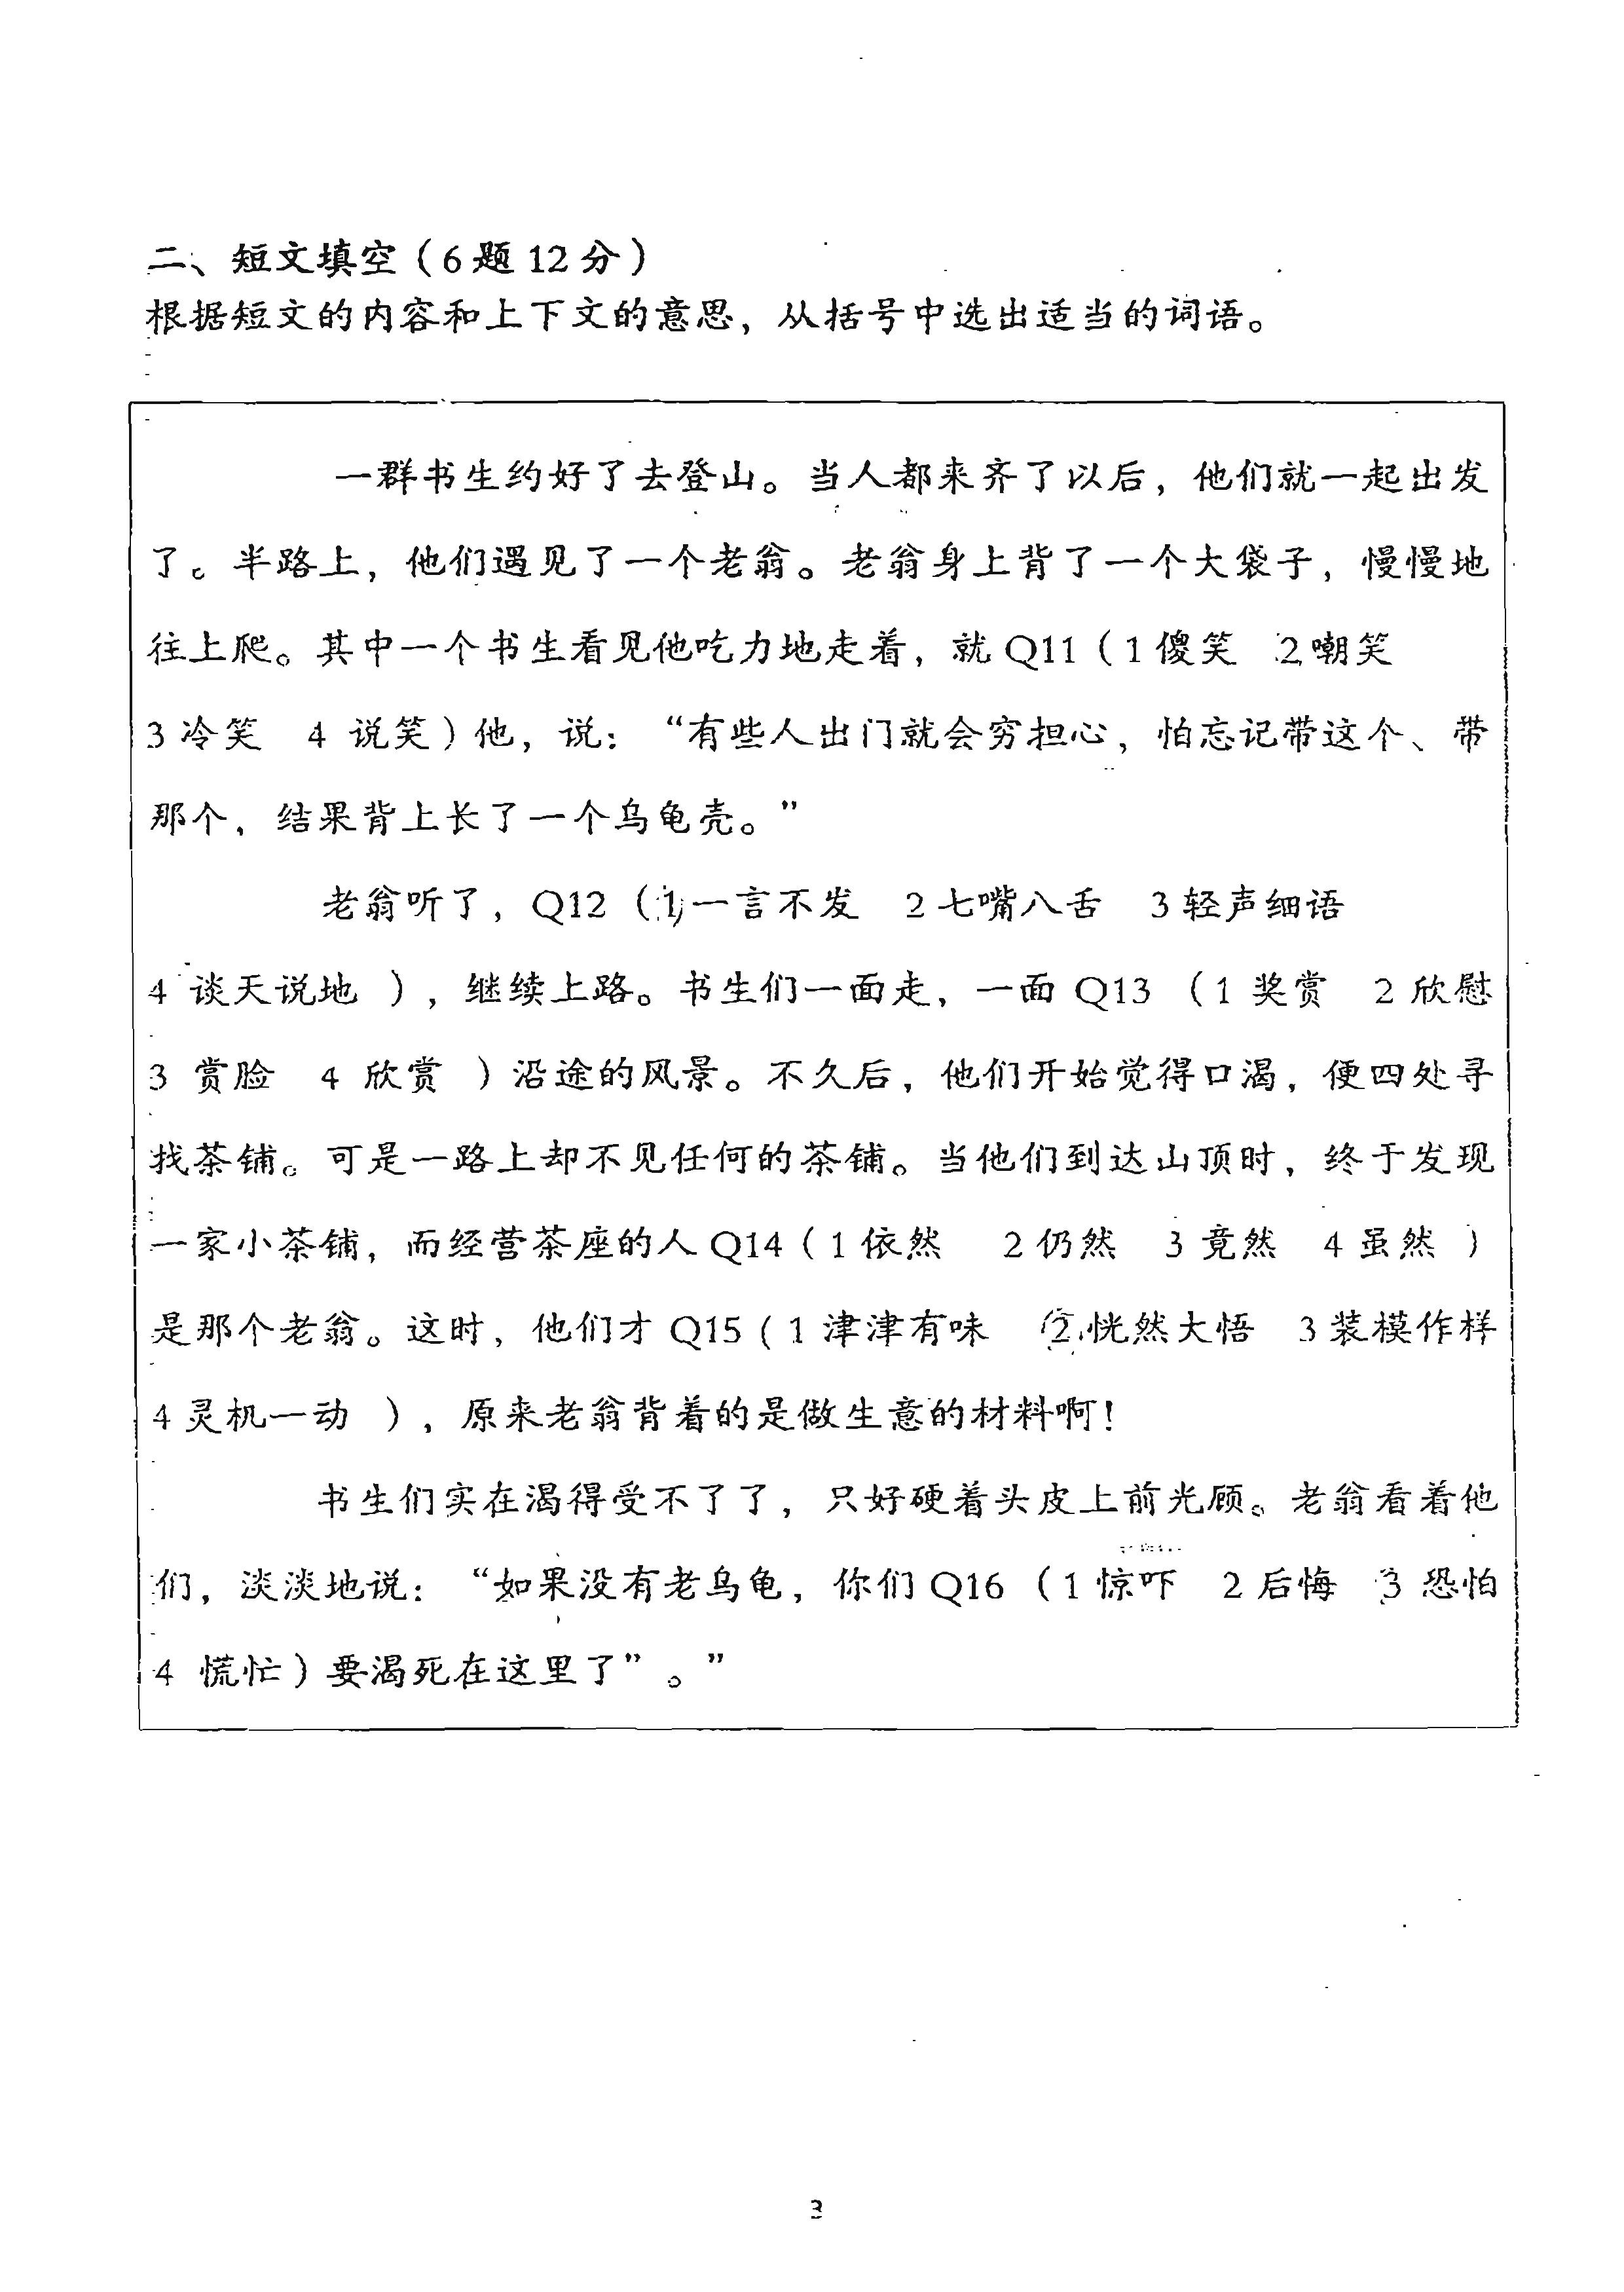 二、短文填空（6题12分）
根据短文的内容和上下文的意思，从括号中选出适当的词语。
一群书生约好了去登山。当人都来齐了以后，他们就一起出发
了。半路上，他们遇见了一个老翁。老翁身上背了一个大袋子，慢慢地
往上爬。其中一个书生看见他吃力地走着，就Q11（1傻笑 2嘲笑
3冷笑 4 说笑）他，说：“有些人出门就会穷担心，怕忘记带这个、带
那个，结果背上长了一个乌龟壳。”
老翁听了，Q12（1一言不发 2七嘴八舌 3轻声细语
4 谈天说地 ），继续上路。书生们一面走，一面Q13 （1 奖赏 2 欣慰
3 赏脸 4 欣赏 ）沿途的风景。不久后，他们开始觉得口渴，便四处寻
找茶铺。可是一路上却不见任何的茶铺。当他们到达山顶时，终于发现
一家小茶铺，而经营茶座的人Q14（1依然 2仍然 3 竟然 4 虽然 ）
是那个老翁。这时，他们才Q15（1津津有味 2恍然大悟 3装模作样
4灵机一动 ），原来老翁背着的是做生意的材料啊！
书生们实在渴得受不了了，只好硬着头皮上前光顾。老翁看着他
们，淡淡地说：“如果没有老乌龟，你们Q16 （1惊吓 2后悔 3 恐怕
4 慌忙）要渴死在这里了”。”
3